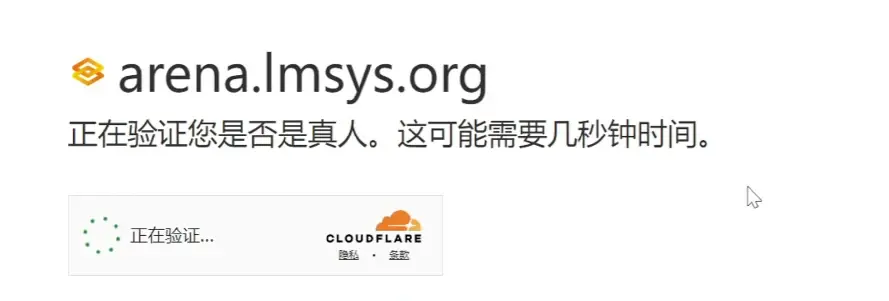 arena.lmsys.org
正在验证您是否是真人。这可能需要几秒钟时间。
正在验证...
CLOUDFLARE
隐私 • 条款